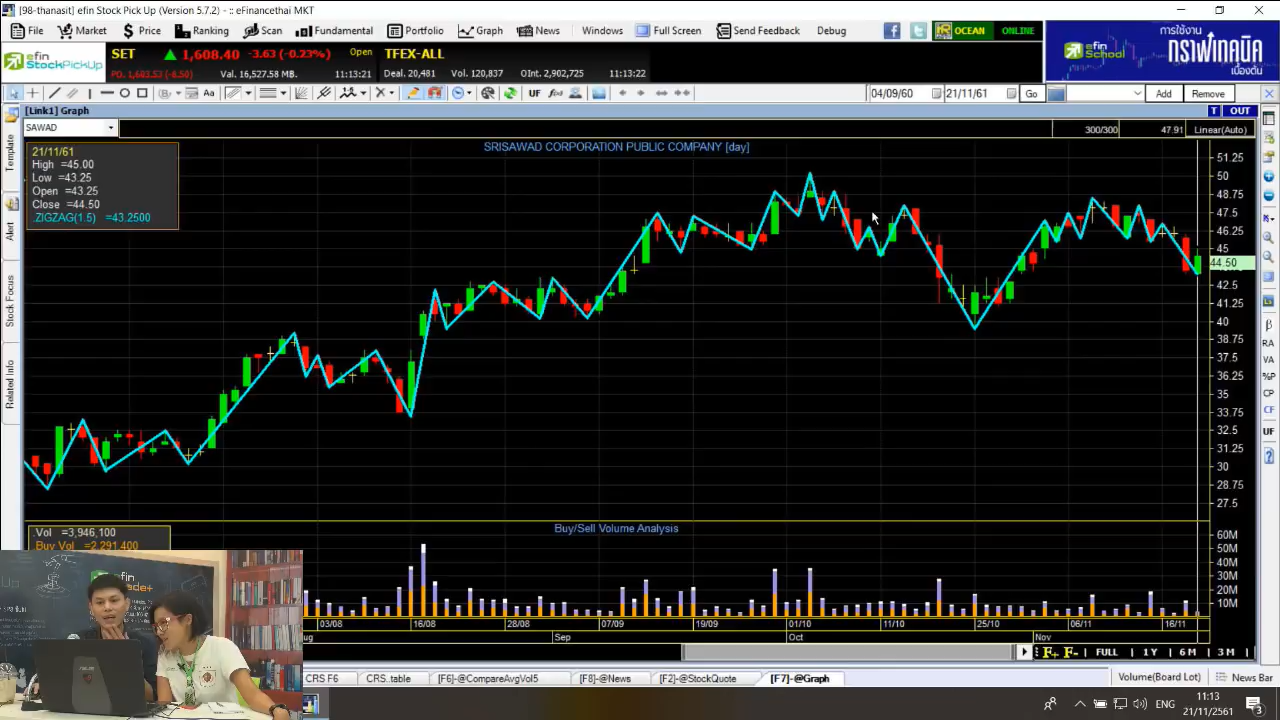 [98-thanasit] efin Stock Pick Up (Version 5.7.2) - :: eFinanceThai MKT
File Market Price Ranking Scan Fundamental Portfolio Graph News Windows Full Screen Subscribe Feedback Debug OCEAN ONLINE
การใช้งาน
efin School
กราฟเทคนิค
เบื้องต้น
efin StockPickUp
SET 1,608.40 -3.63 (-0.23%) Open TFEX-ALL
PO. 1,603.53 (-8.50) Val. 16,527.58 MB. 11:13:21 Deal. 20,481 Vol. 120,837 OInt. 2,902,725 11:13:22
Aa UF 04/09/60 21/11/61 Go Add Remove
[Link1] Graph T OUT
SAWAD 300/300 47.91 Linear(Auto)
SRISAWAD CORPORATION PUBLIC COMPANY [day]
21/11/61
High =45.00
Low =43.25
Open =43.25
Close =44.50
.ZIGZAG(1.5) =43.2500
Template
Alert
Stock Focus
Related Info
51.25
50
48.75
47.5
46.25
45
44.50
42.5
41.25
40
38.75
37.5
36.25
35
33.75
32.5
31.25
30
28.75
27.5
β
RA
VA
%P
CP
CF
UF
Buy/Sell Volume Analysis
.Vol =3,946,100
Buy Vol =2,291,400
60M
50M
40M
30M
20M
10M
03/08 16/08 28/08 07/09 19/09 01/10 11/10 25/10 06/11 16/11
ug Sep Oct Nov
F+ F- FULL 1 Y 6 M 3 M
CRS F6 CRS..table [F6]-@CompareAvgVol5 [F8]-@News [F2]-@StockQuote [F7]-@Graph Volume(Board Lot) News Bar
ENG 11:13
21/11/2561
3